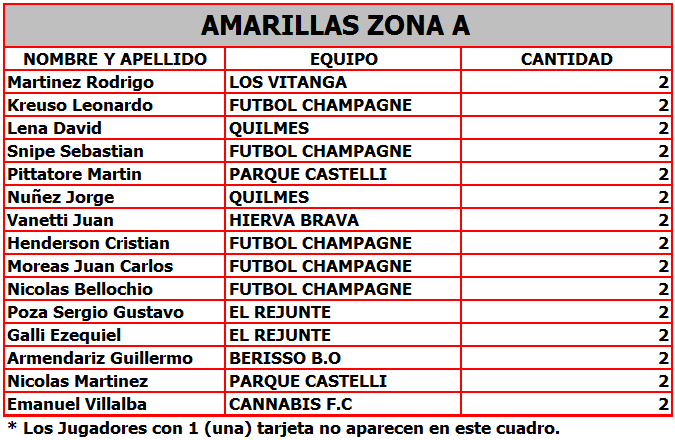 AMARILLAS ZONA A
NOMBRE Y APELLIDO EQUIPO CANTIDAD
Martinez Rodrigo LOS VITANGA 2
Kreuso Leonardo FUTBOL CHAMPAGNE 2
Lena David QUILMES 2
Snipe Sebastian FUTBOL CHAMPAGNE 2
Pittatore Martin PARQUE CASTELLI 2
Nuñez Jorge QUILMES 2
Vanetti Juan HIERVA BRAVA 2
Henderson Cristian FUTBOL CHAMPAGNE 2
Moreas Juan Carlos FUTBOL CHAMPAGNE 2
Nicolas Bellochio FUTBOL CHAMPAGNE 2
Poza Sergio Gustavo EL REJUNTE 2
Galli Ezequiel EL REJUNTE 2
Armendariz Guillermo BERISSO B.O 2
Nicolas Martinez PARQUE CASTELLI 2
Emanuel Villalba CANNABIS F.C 2
* Los Jugadores con 1 (una) tarjeta no aparecen en este cuadro.